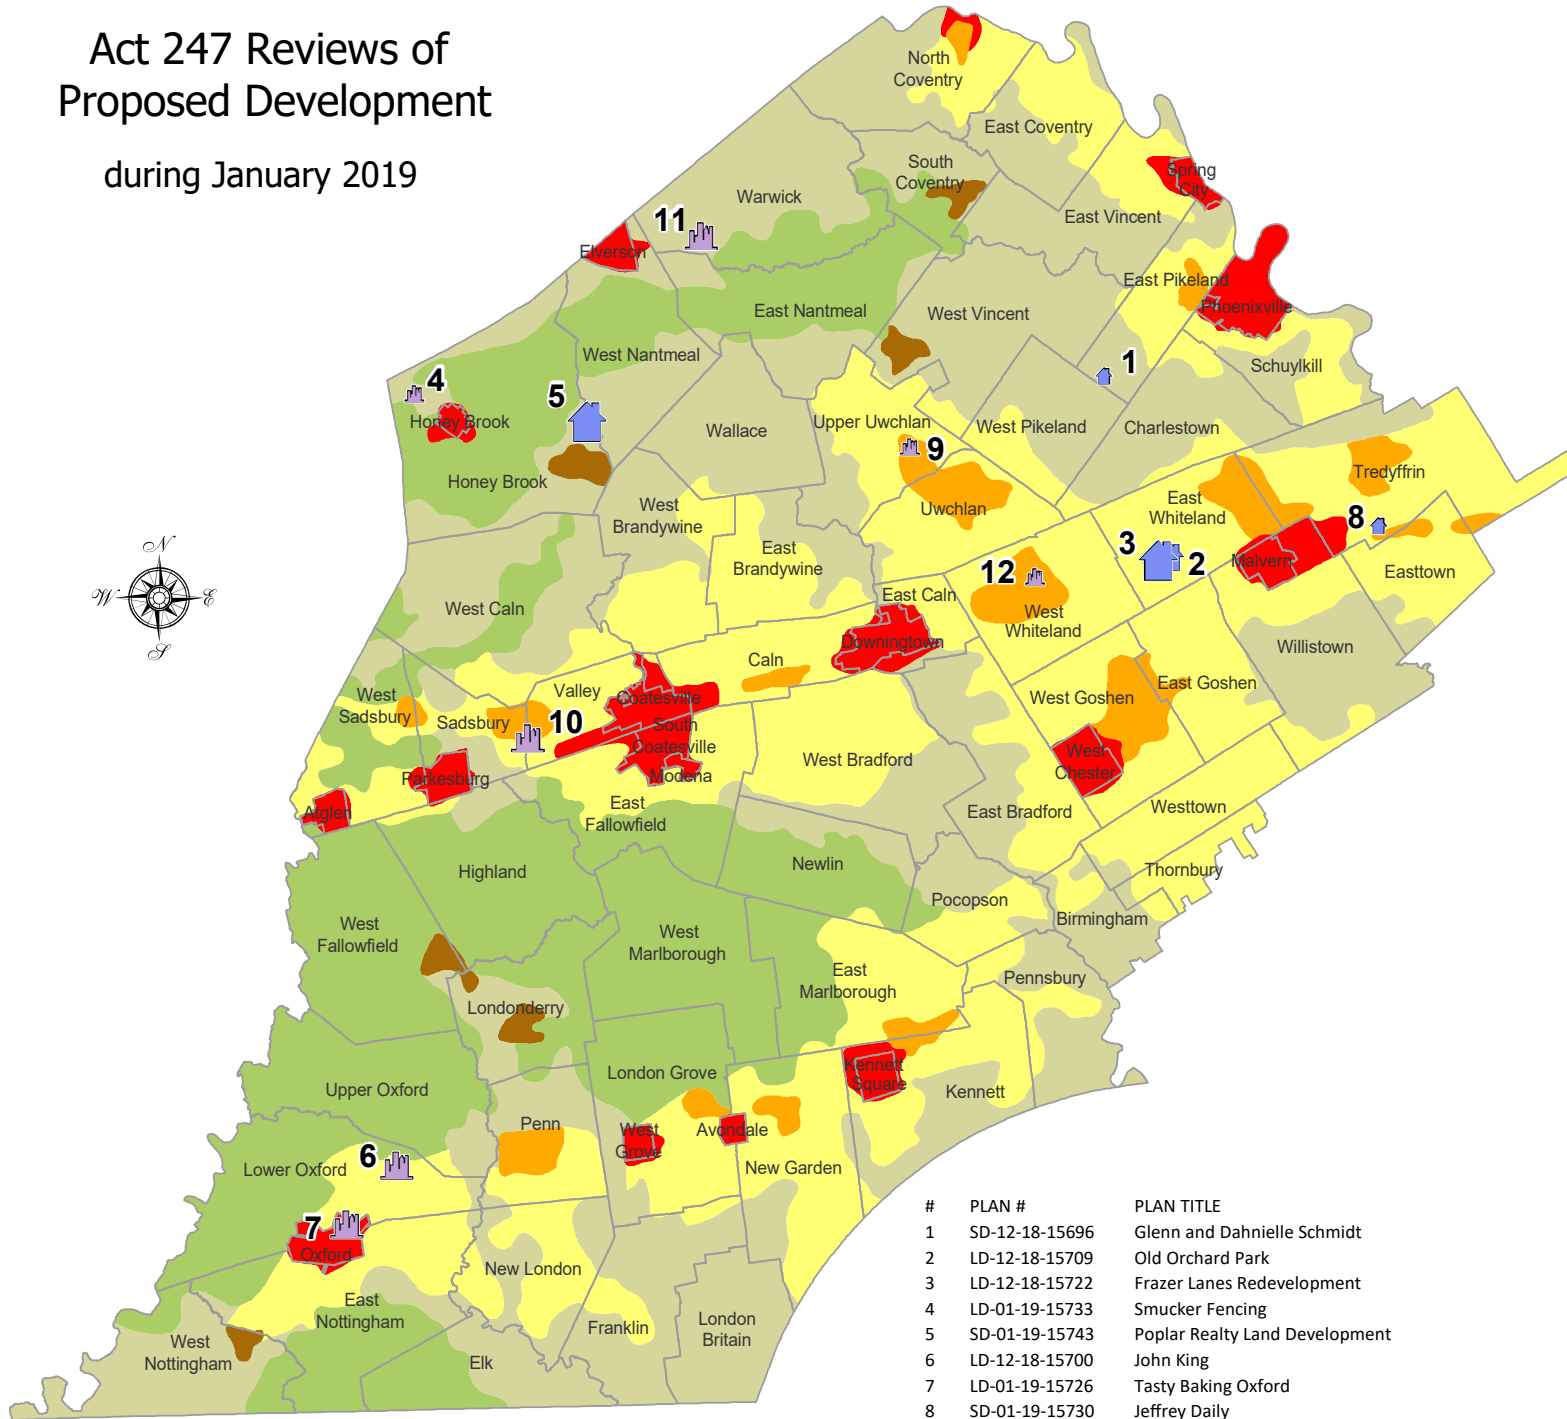 Act 247 Reviews of
Proposed Development
during January 2019
North
Coventry
East Coventry
South
Coventry
Spring
City
Warwick
East Vincent
11
Elverson
East Pikeland
East Nantmeal
West Vincent
Phoenixville
West Nantmeal
1
Schuylkill
4
5
Honey Brook
Upper Uwchlan
West Pikeland
Charlestown
Wallace
9
Honey Brook
Tredyffrin
West
Brandywine
Uwchlan
East
Whiteland
8
N
W
E
S
East
Brandywine
3
2
Malvern
Easttown
12
West Caln
East Caln
West
Whiteland
Downingtown
Willistown
Caln
Valley
Coatesville
West
Sadsbury
Sadsbury
10
South
Coatesville
West Goshen
East Goshen
Parkesburg
Modena
West Bradford
West
Chester
Atglen
East
Fallowfield
East Bradford
Westtown
Highland
Newlin
Thornbury
Pocopson
Birmingham
West
Fallowfield
West
Marlborough
East
Marlborough
Pennsbury
Londonderry
Upper Oxford
London Grove
Kennett
Square
Kennett
Penn
West
Grove
Avondale
6
Lower Oxford
New Garden
7
Oxford
New London
East
Nottingham
Franklin
London
Britain
West
Nottingham
Elk
# PLAN # PLAN TITLE
1 SD-12-18-15696 Glenn and Dahnielle Schmidt
2 LD-12-18-15709 Old Orchard Park
3 LD-12-18-15722 Frazer Lanes Redevelopment
4 LD-01-19-15733 Smucker Fencing
5 SD-01-19-15743 Poplar Realty Land Development
6 LD-12-18-15700 John King
7 LD-01-19-15726 Tasty Baking Oxford
8 SD-01-19-15730 Jeffrey Daily